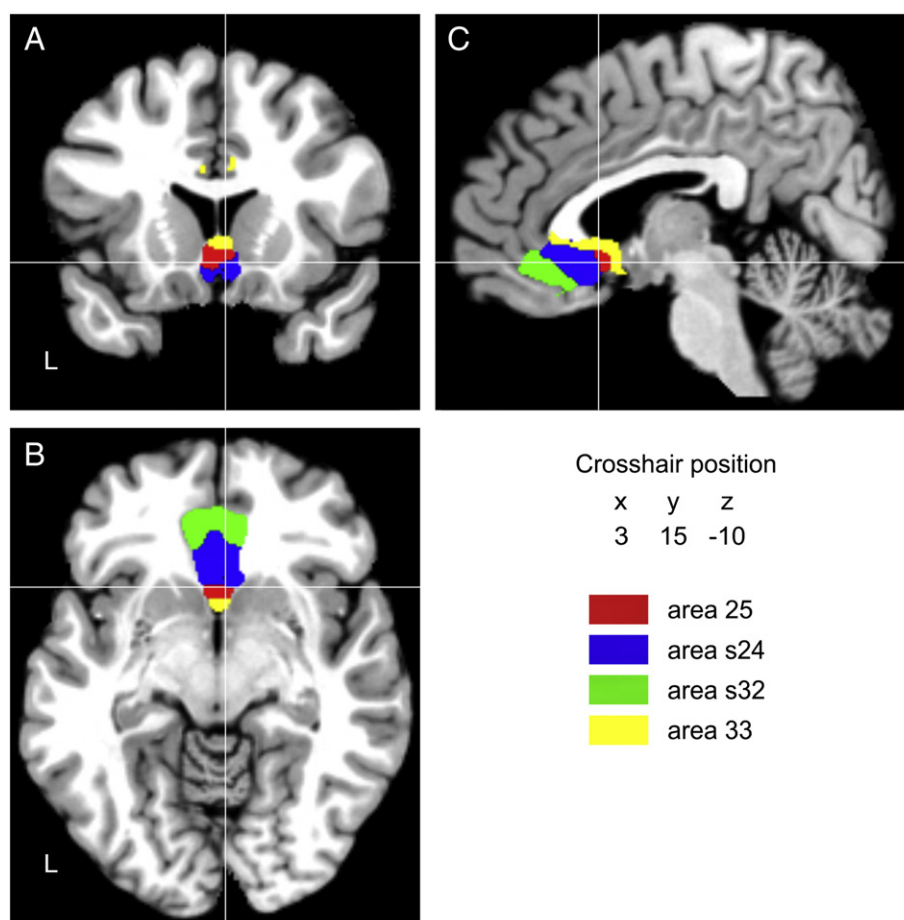 A
C
L
B
L
Crosshair position
x y z
3 15 -10
area 25
area s24
area s32
area 33